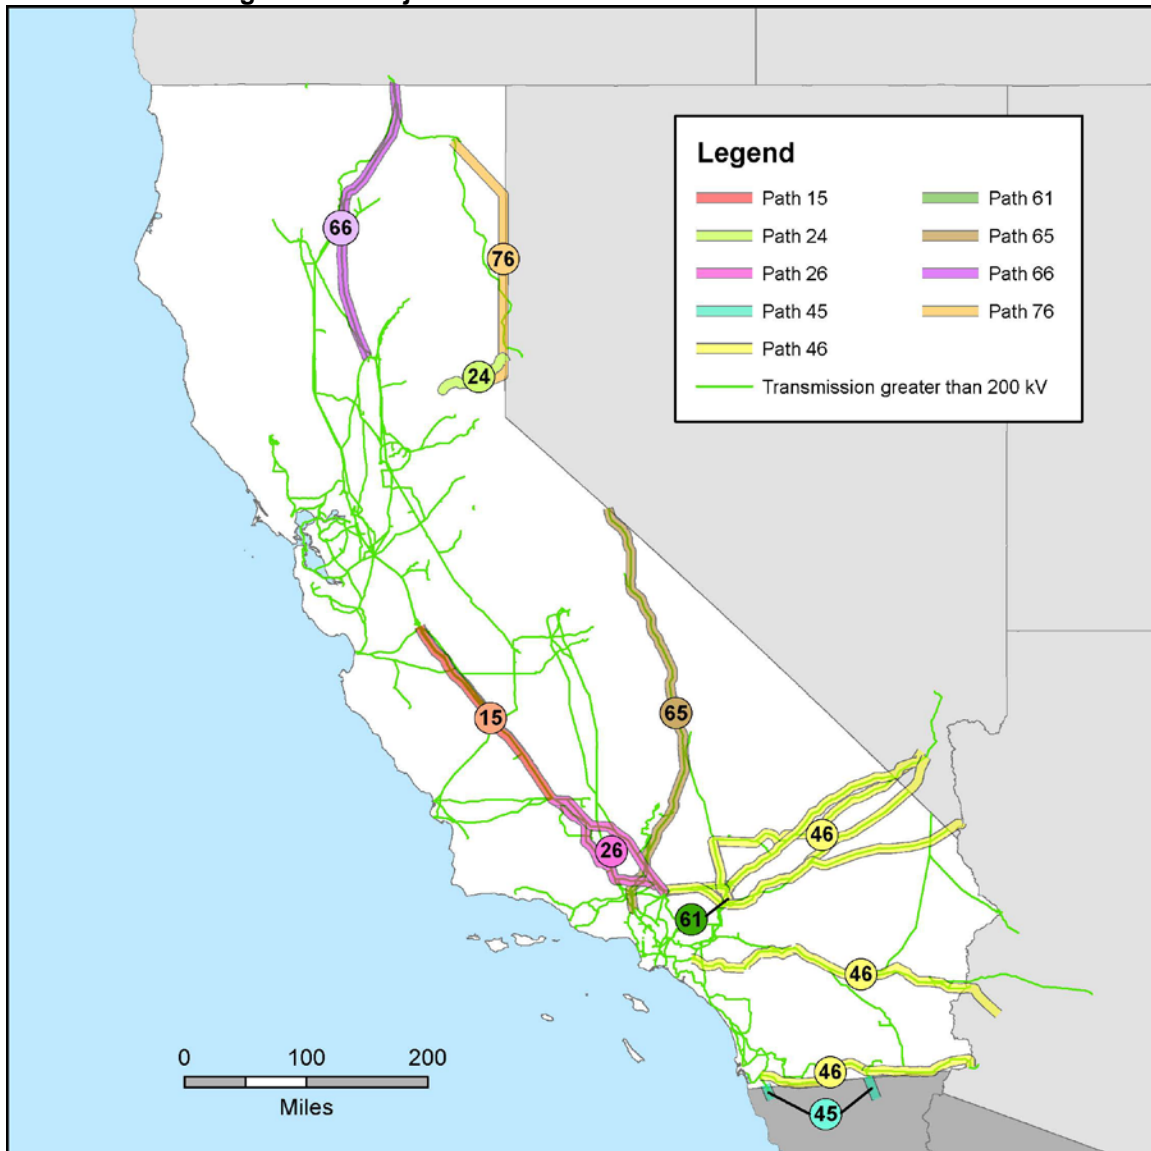 Legend
Path 15
Path 61
Path 24
Path 65
Path 26
Path 66
Path 45
Path 76
Path 46
Transmission greater than 200 kV
66
76
24
15
65
26
46
61
46
46
45
0 100 200
Miles